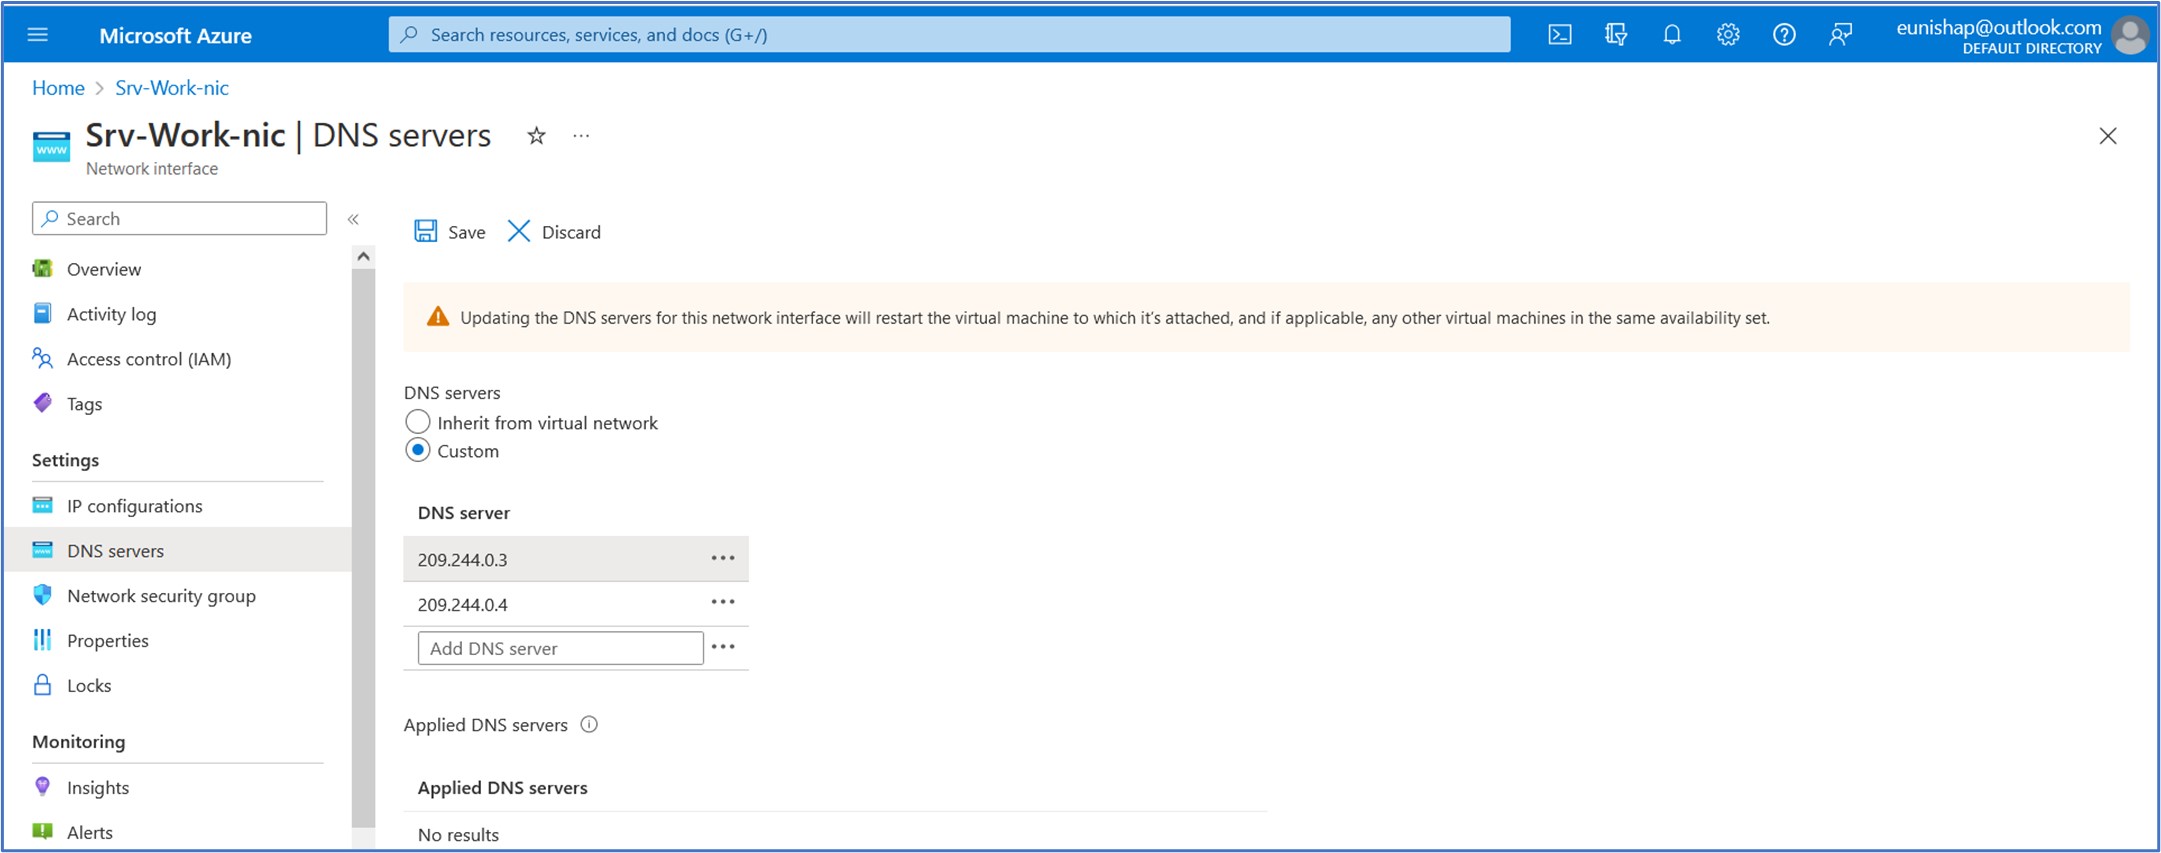 Microsoft Azure
Search resources, services, and docs (G+/)
eunishap@outlook.com
DEFAULT DIRECTORY
Home > Srv-Work-nic
www
Srv-Work-nic | DNS servers
Network interface
Search
Overview
Activity log
Access control (IAM)
Tags
Settings
IP configurations
DNS servers
Network security group
Properties
Locks
Monitoring
Insights
Alerts
Save
Discard
Updating the DNS servers for this network interface will restart the virtual machine to which it's attached, and if applicable, any other virtual machines in the same availability set.
DNS servers
Inherit from virtual network
Custom
DNS server
209.244.0.3
209.244.0.4
Add DNS server
Applied DNS servers
Applied DNS servers
No results